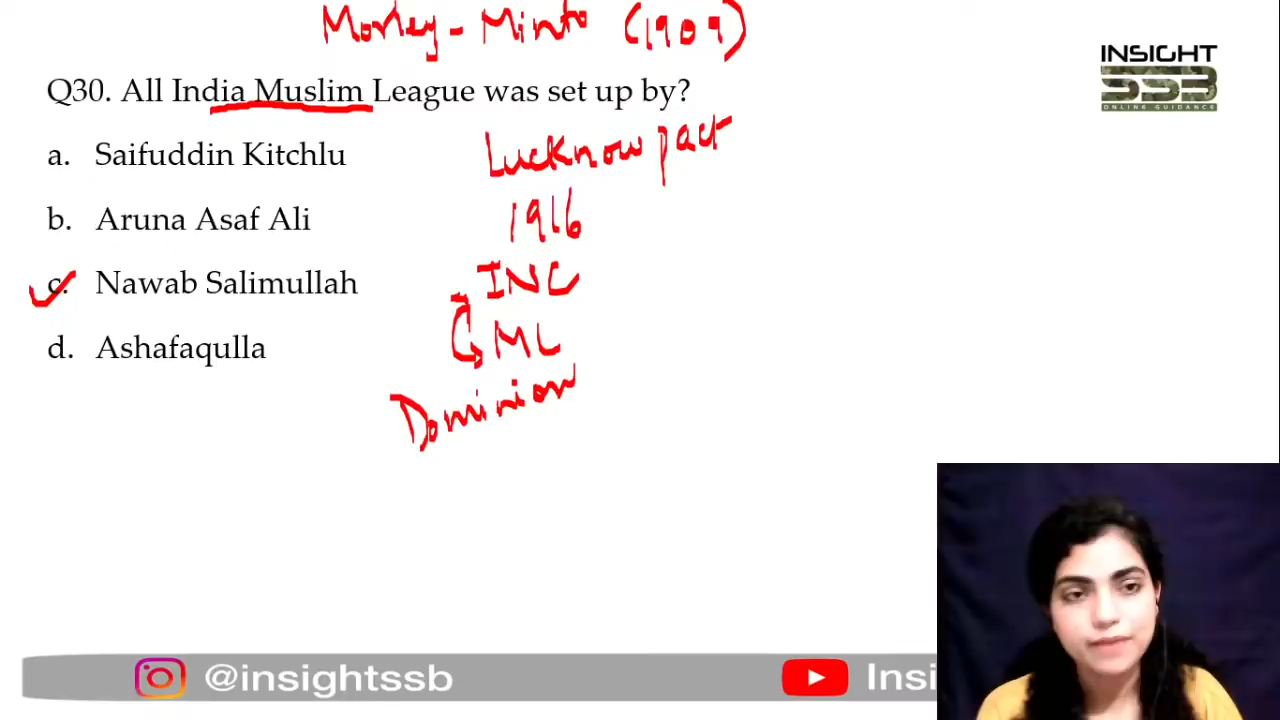 Morley - Minto (1909)
INSIGHT
SSB
ONLINE GUIDANCE
Q30. All India Muslim League was set up by?
a. Saifuddin Kitchlu
Lucknow pact
b. Aruna Asaf Ali
1916
c. Nawab Salimullah
INC
d. Ashafaqulla
ML
Dominion
@insightssb
Insi